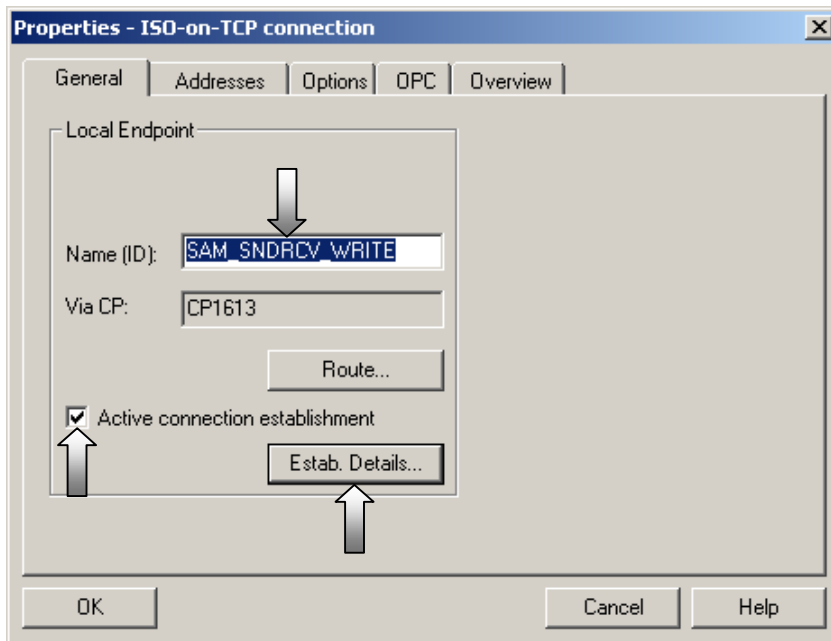 Properties - ISO-on-TCP connection
General Addresses Options OPC Overview
Local Endpoint
Name (ID): SAM_SNDRCV_WRITE
Via CP: CP1613
Route...
Active connection establishment
Estab. Details...
OK Cancel Help